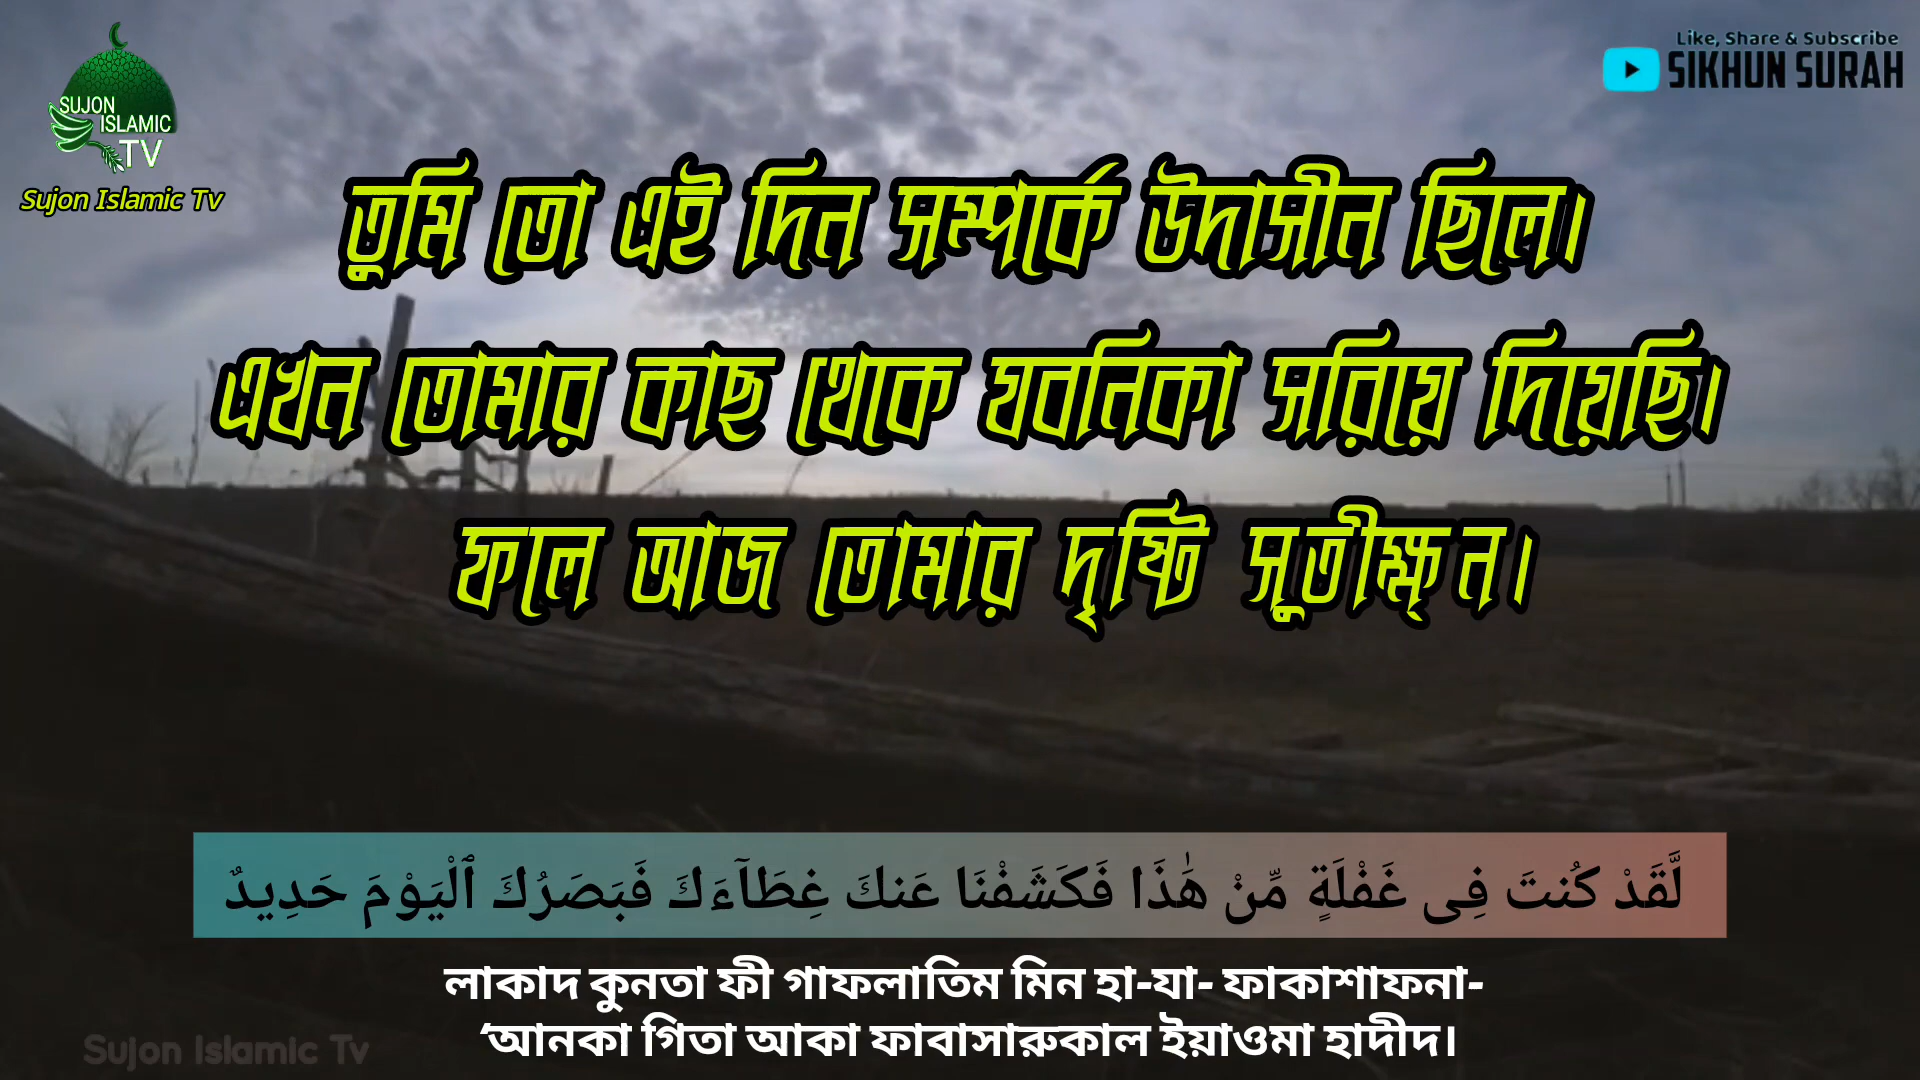 SUJON
ISLAMIC
TV
Sujon Islamic Tv
Like, Share & Subscribe
SIKHUN SURAH
তুমি তো এই দিন সম্পর্কে উদাসীন ছিলে।
এখন তোমার কাছ থেকে যবনিকা সরিয়ে দিয়েছি।
ফলে আজ তোমার দৃষ্টি সুতীক্ষ্ন।
لَّقَدْ كُنتَ فِى غَفْلَةٍ مِّنْ هَٰذَا فَكَشَفْنَا عَنكَ غِطَآءَكَ فَبَصَرُكَ ٱلْيَوْمَ حَدِيدٌ
লাকাদ কুনতা ফী গাফলাতিম মিন হা-যা- ফাকাশাফনা-
‘আনকা গিতা আকা ফাবাসারুকাল ইয়াওমা হাদীদ।
Sujon Islamic Tv